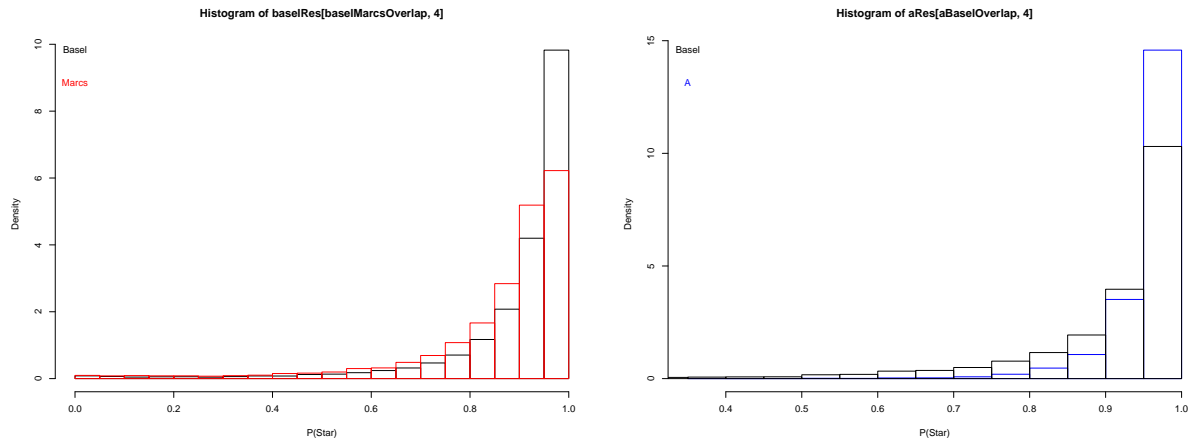 Histogram of baselRes[baselMarcsOverlap, 4]
Basel
Marcs
Density
0
2
4
6
8
10
0.0 0.2 0.4 0.6 0.8 1.0
P(Star)
Histogram of aRes[aBaselOverlap, 4]
Basel
A
Density
0
5
10
15
0.4 0.5 0.6 0.7 0.8 0.9 1.0
P(Star)